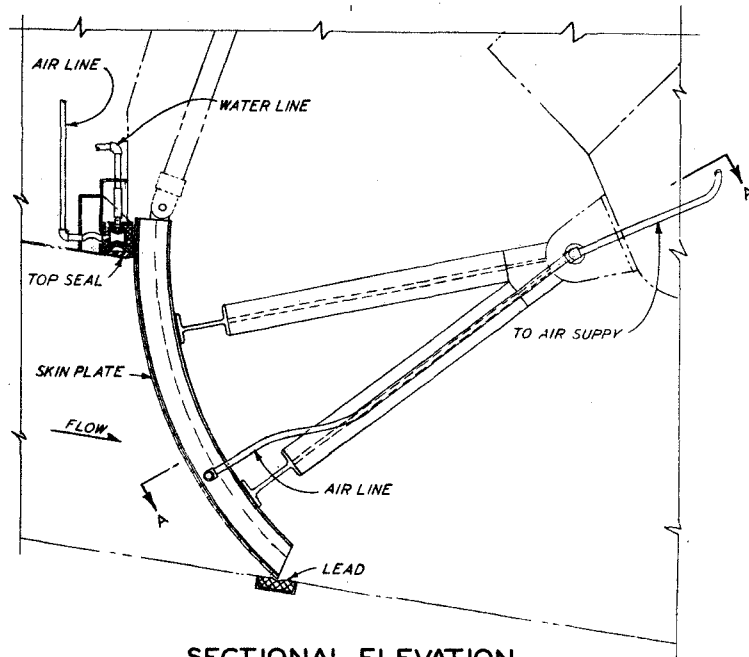 AIR LINE
WATER LINE
A
TOP SEAL
TO AIR SUPPY
SKIN PLATE
FLOW
AIR LINE
A
LEAD
SECTIONAL ELEVATION